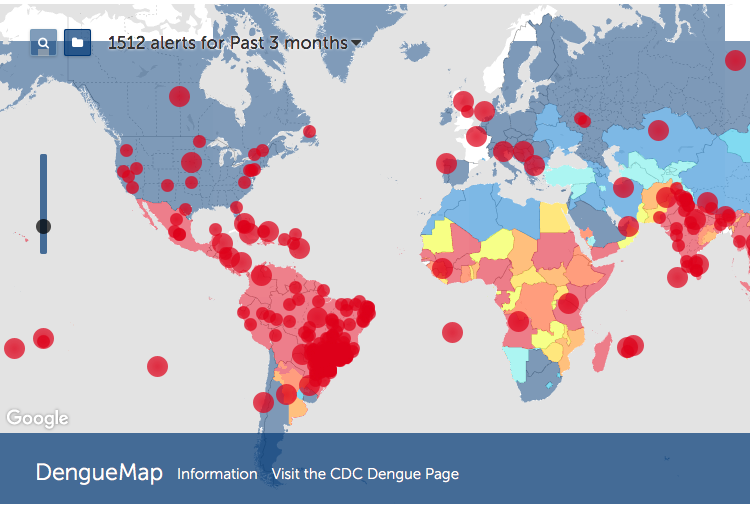 1512 alerts for Past 3 months
Google
DengueMap Information Visit the CDC Dengue Page